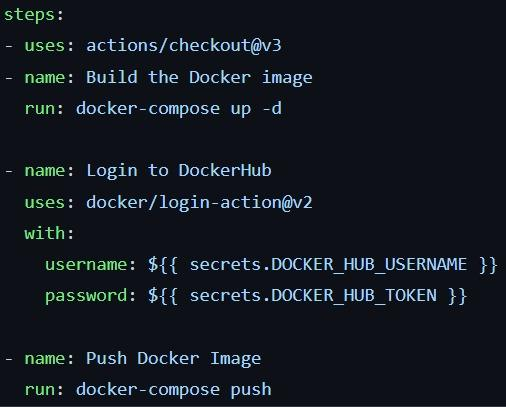 steps:
- uses: actions/checkout@v3
- name: Build the Docker image
  run: docker-compose up -d

- name: Login to DockerHub
  uses: docker/login-action@v2
  with:
    username: ${{ secrets.DOCKER_HUB_USERNAME }}
    password: ${{ secrets.DOCKER_HUB_TOKEN }}

- name: Push Docker Image
  run: docker-compose push